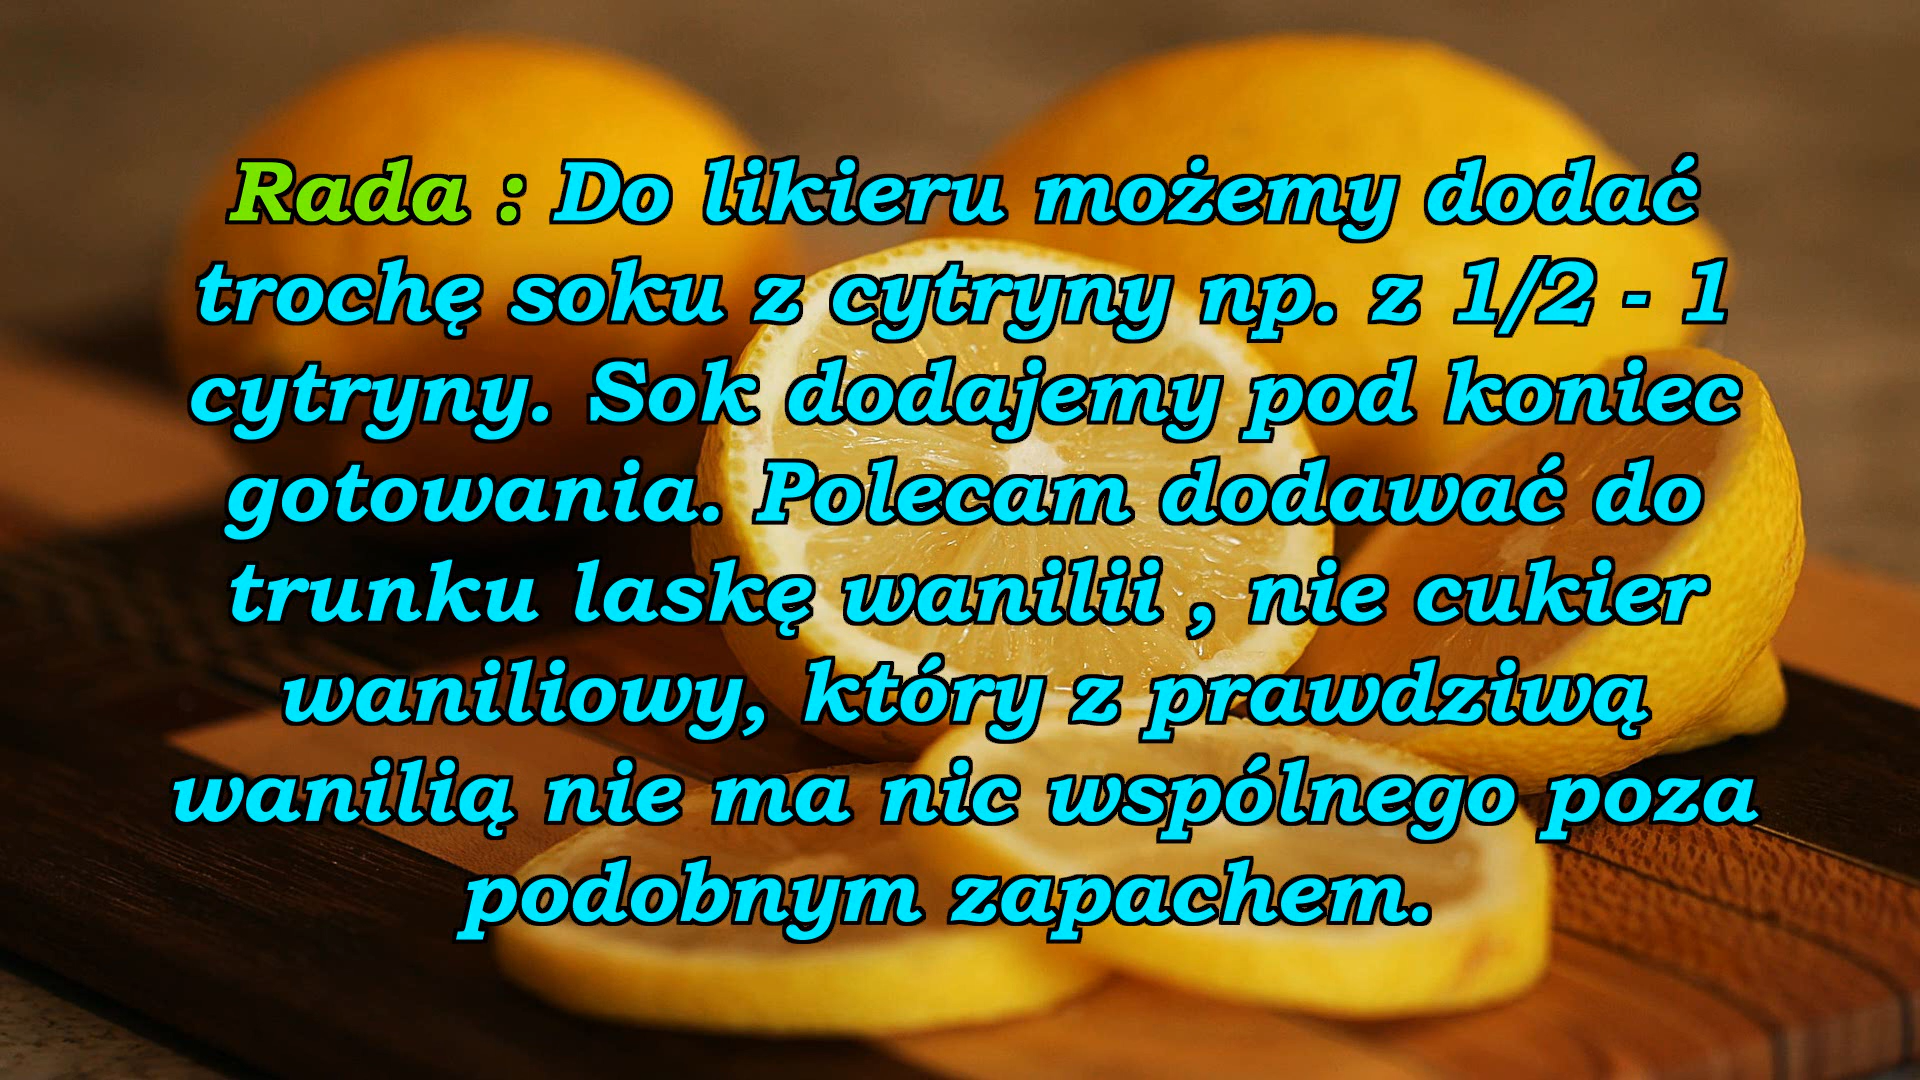 Rada : Do likieru możemy dodać
trochę soku z cytryny np. z 1/2 - 1
cytryny. Sok dodajemy pod koniec
gotowania. Polecam dodawać do
trunku laskę wanilii , nie cukier
waniliowy, który z prawdziwą
wanilią nie ma nic wspólnego poza
podobnym zapachem.